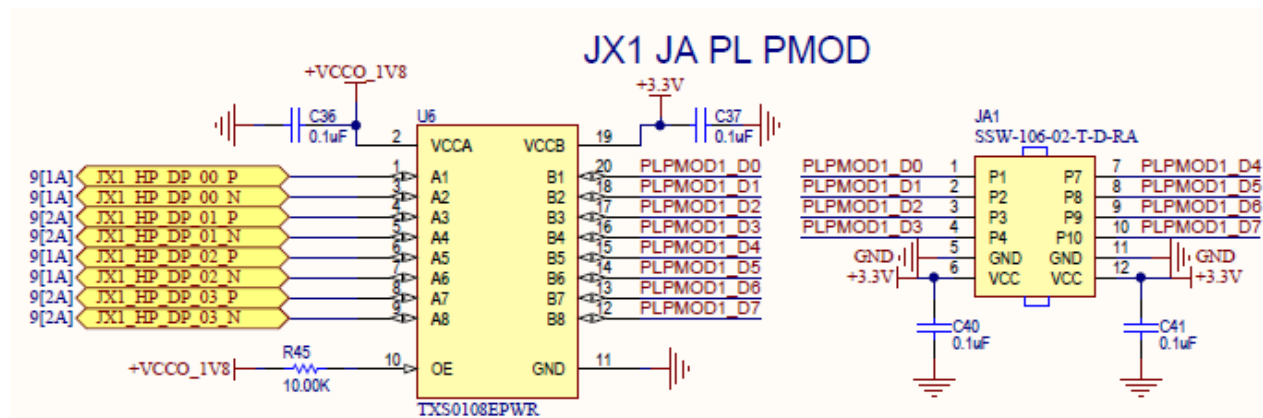 JX1 JA PL PMOD
+VCCO_1V8
+3.3V
C36
0.1uF
U6
C37
0.1uF
2 VCCA VCCB 19
9[1A] JX1_HP_DP_00_P 1 A1 B1 20 PLPMOD1_D0
9[1A] JX1_HP_DP_00_N 3 A2 B2 18 PLPMOD1_D1
9[2A] JX1_HP_DP_01_P 4 A3 B3 17 PLPMOD1_D2
9[2A] JX1_HP_DP_01_N 5 A4 B4 16 PLPMOD1_D3
9[1A] JX1_HP_DP_02_P 6 A5 B5 15 PLPMOD1_D4
9[1A] JX1_HP_DP_02_N 7 A6 B6 14 PLPMOD1_D5
9[2A] JX1_HP_DP_03_P 8 A7 B7 13 PLPMOD1_D6
9[2A] JX1_HP_DP_03_N 9 A8 B8 12 PLPMOD1_D7
+VCCO_1V8 R45 10 OE GND 11
10.00K
TXS0108EPWR
JA1
SSW-106-02-T-D-RA
PLPMOD1_D0 1 P1 P7 7 PLPMOD1_D4
PLPMOD1_D1 2 P2 P8 8 PLPMOD1_D5
PLPMOD1_D2 3 P3 P9 9 PLPMOD1_D6
PLPMOD1_D3 4 P4 P10 10 PLPMOD1_D7
GND 5 GND GND 11 GND
+3.3V 6 VCC VCC 12 +3.3V
C40
0.1uF
C41
0.1uF